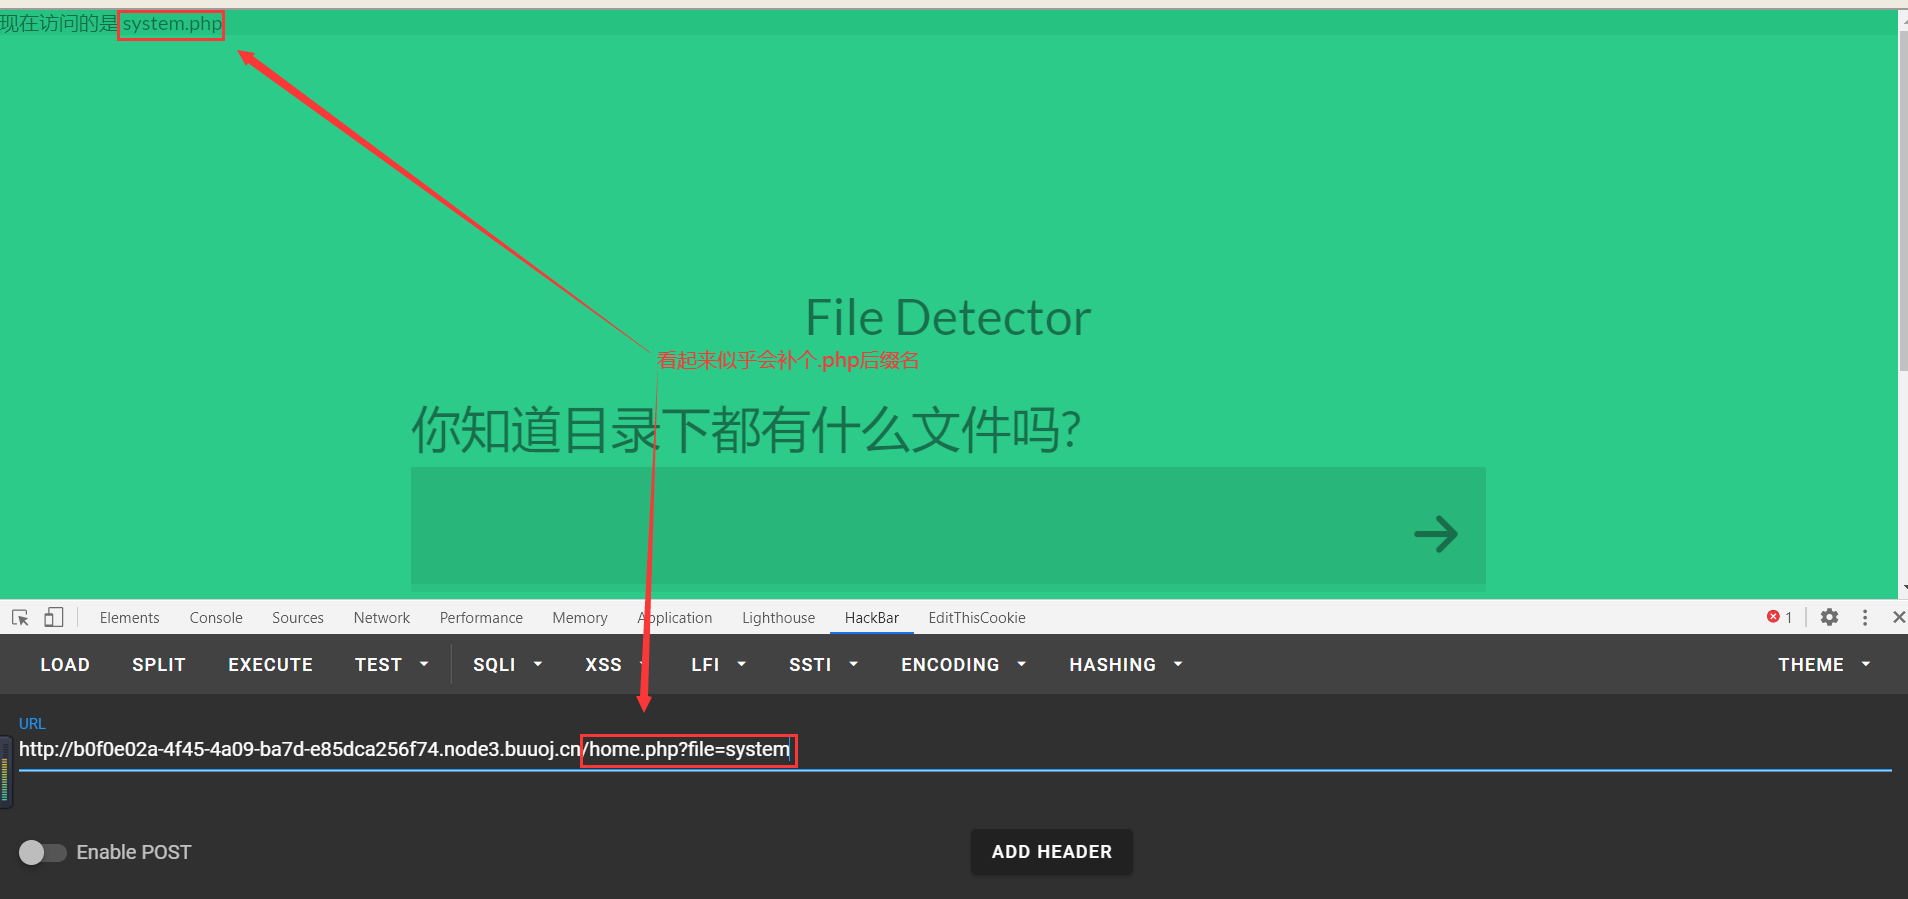 现在访问的是 system.php
File Detector
看起来似乎会补个.php后缀名
你知道目录下都有什么文件吗?
Elements Console Sources Network Performance Memory Application Lighthouse HackBar EditThisCookie 1
LOAD SPLIT EXECUTE TEST SQLI XSS LFI SSTI ENCODING HASHING THEME
URL
http://b0f0e02a-4f45-4a09-ba7d-e85dca256f74.node3.buuoj.cn/home.php?file=system
Enable POST ADD HEADER